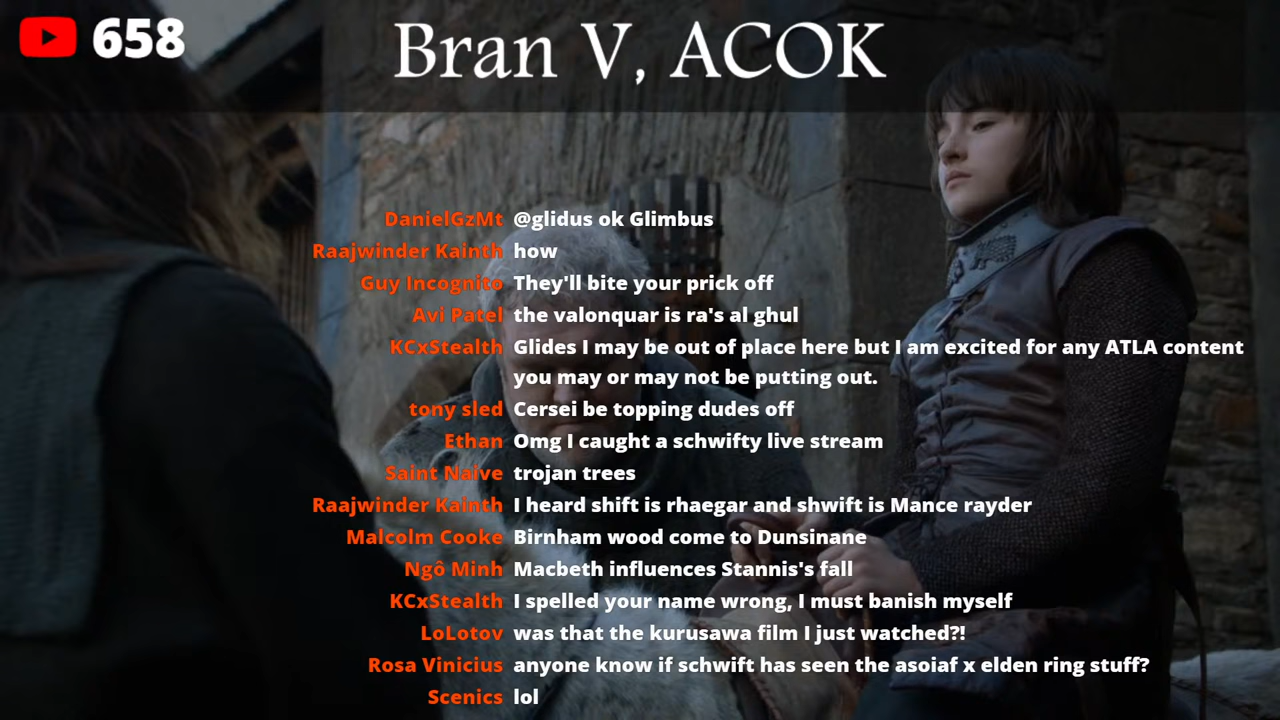 658
Bran V, ACOK
DanielGzMt @glidus ok Glimbus
Raajwinder Kainth how
Guy Incognito They'll bite your prick off
Avi Patel the valonquar is ra's al ghul
KCxStealth Glides I may be out of place here but I am excited for any ATLA content
you may or may not be putting out.
tony sled Cersei be topping dudes off
Ethan Omg I caught a schwifty live stream
Saint Naive trojan trees
Raajwinder Kainth I heard shift is rhaegar and shwift is Mance rayder
Malcolm Cooke Birnham wood come to Dunsinane
Ngô Minh Macbeth influences Stannis's fall
KCxStealth I spelled your name wrong, I must banish myself
LoLotov was that the kurusawa film I just watched?!
Rosa Vinicius anyone know if schwift has seen the asoiaf x elden ring stuff?
Scenics lol